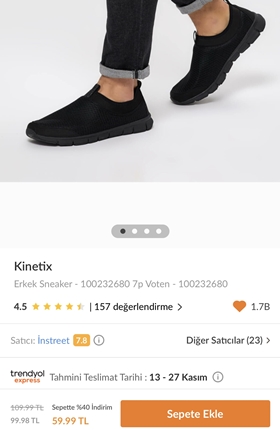 Kinetix
Erkek Sneaker - 100232680 7p Voten - 100232680
4.5 | 157 değerlendirme 1.7B
Satıcı: İnstreet 7.8 Diğer Satıcılar (23)
trendyol express Tahmini Teslimat Tarihi : 13 - 27 Kasım
109.99 TL Sepette %40 İndirim
99.98 TL 59.99 TL
Sepete Ekle